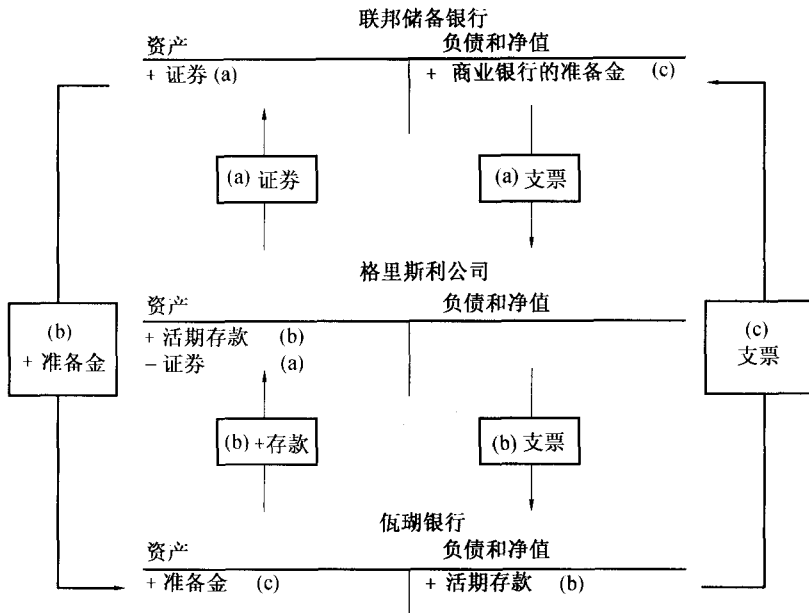 联邦储备银行
资产 负债和净值
+ 证券 (a) + 商业银行的准备金 (c)
(a) 证券 (a) 支票
格里斯利公司
资产 负债和净值
(b)
+ 准备金
+ 活期存款 (b)
− 证券 (a)
(c)
支票
(b) +存款 (b) 支票
佤瑚银行
资产 负债和净值
+ 准备金 (c) + 活期存款 (b)